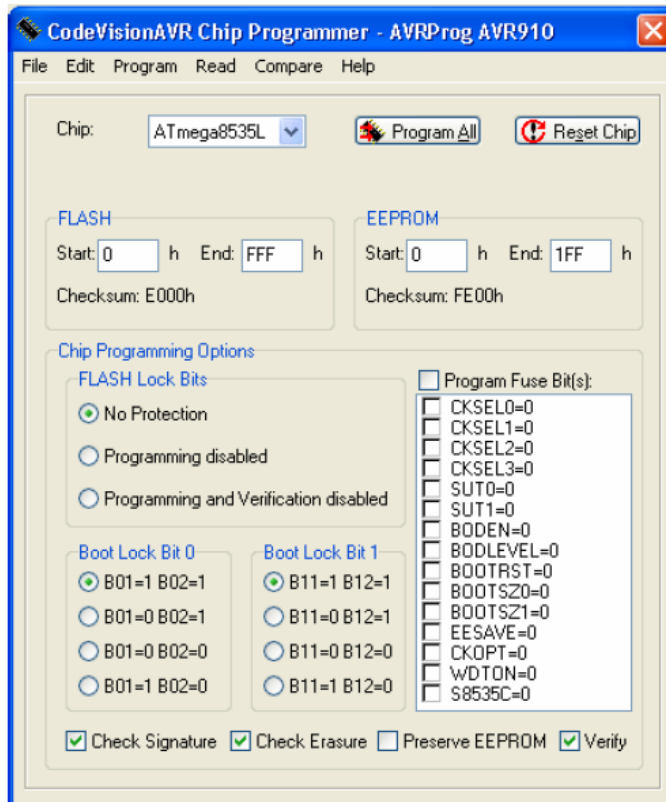 CodeVisionAVR Chip Programmer - AVRProg AVR910
File Edit Program Read Compare Help
Chip: ATmega8535L Program All Reset Chip
FLASH
Start: 0 h End: FFF h
Checksum: E000h
EEPROM
Start: 0 h End: 1FF h
Checksum: FE00h
Chip Programming Options
FLASH Lock Bits
No Protection
Programming disabled
Programming and Verification disabled
Boot Lock Bit 0
B01=1 B02=1
B01=0 B02=1
B01=0 B02=0
B01=1 B02=0
Boot Lock Bit 1
B11=1 B12=1
B11=0 B12=1
B11=0 B12=0
B11=1 B12=0
Program Fuse Bit(s):
CKSEL0=0
CKSEL1=0
CKSEL2=0
CKSEL3=0
SUT0=0
SUT1=0
BODEN=0
BODLEVEL=0
BOOTRST=0
BOOTSZ0=0
BOOTSZ1=0
EESAVE=0
CKOPT=0
WDTON=0
S8535C=0
Check Signature Check Erasure Preserve EEPROM Verify